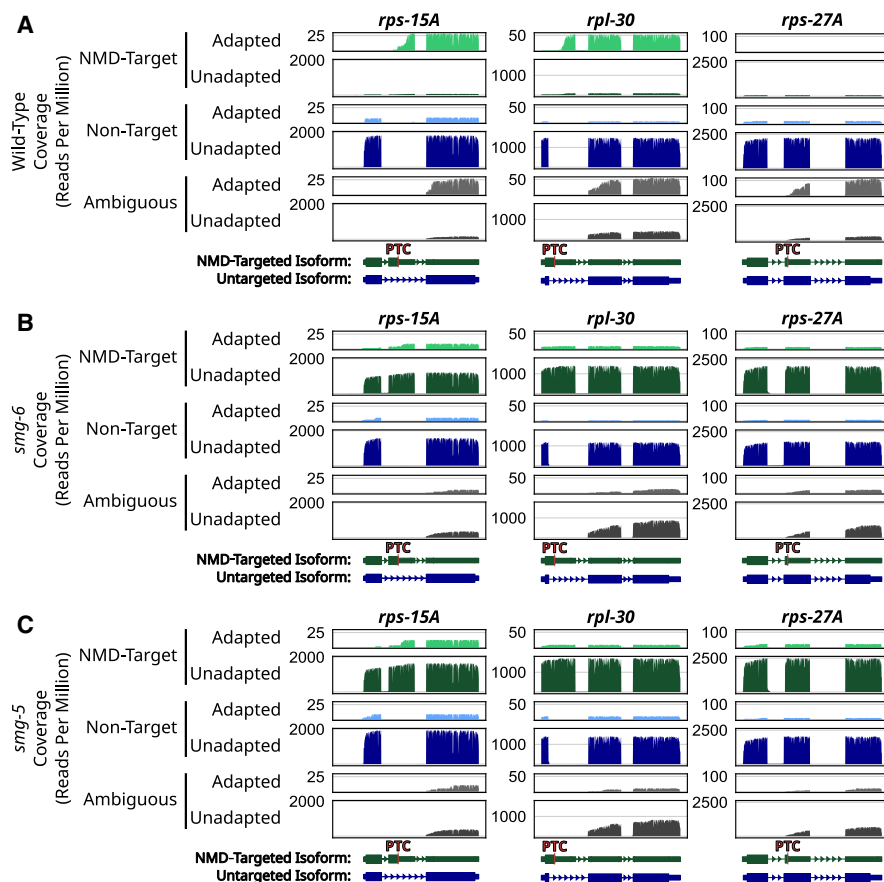 A
rps-15A rpl-30 rps-27A
Wild-Type
Coverage
(Reads Per Million)
NMD-Target
Adapted 25 50 100
Unadapted 2000 1000 2500
Non-Target
Adapted 25 50 100
Unadapted 2000 1000 2500
Ambiguous
Adapted 25 50 100
Unadapted 2000 1000 2500
PTC PTC PTC
NMD-Targeted Isoform:
Untargeted Isoform:
B
rps-15A rpl-30 rps-27A
smg-6
Coverage
(Reads Per Million)
NMD-Target
Adapted 25 50 100
Unadapted 2000 1000 2500
Non-Target
Adapted 25 50 100
Unadapted 2000 1000 2500
Ambiguous
Adapted 25 50 100
Unadapted 2000 1000 2500
PTC PTC PTC
NMD-Targeted Isoform:
Untargeted Isoform:
C
rps-15A rpl-30 rps-27A
smg-5
Coverage
(Reads Per Million)
NMD-Target
Adapted 25 50 100
Unadapted 2000 1000 2500
Non-Target
Adapted 25 50 100
Unadapted 2000 1000 2500
Ambiguous
Adapted 25 50 100
Unadapted 2000 1000 2500
PTC PTC PTC
NMD-Targeted Isoform:
Untargeted Isoform: